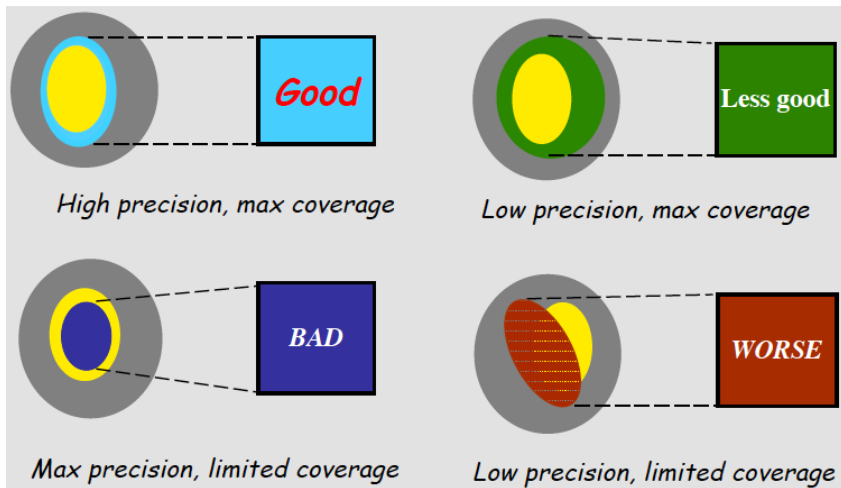 Good
Less good
High precision, max coverage
Low precision, max coverage
BAD
WORSE
Max precision, limited coverage
Low precision, limited coverage